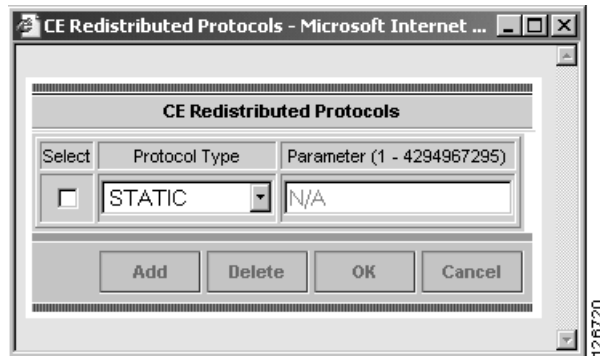 CE Redistributed Protocols - Microsoft Internet ...
CE Redistributed Protocols
Select Protocol Type Parameter (1 - 4294967295)
STATIC N/A
Add Delete OK Cancel
126720